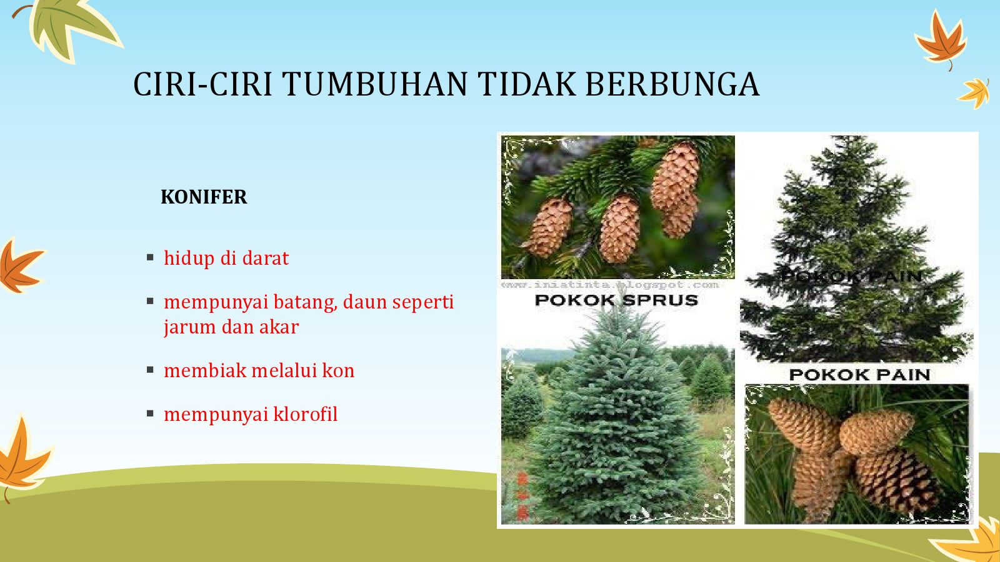 CIRI-CIRI TUMBUHAN TIDAK BERBUNGA
KONIFER
▪ hidup di darat
▪ mempunyai batang, daun seperti
jarum dan akar
▪ membiak melalui kon
▪ mempunyai klorofil
www.iniatinta.blogspot.com
POKOK SPRUS
POKOK PAIN
POKOK PAIN